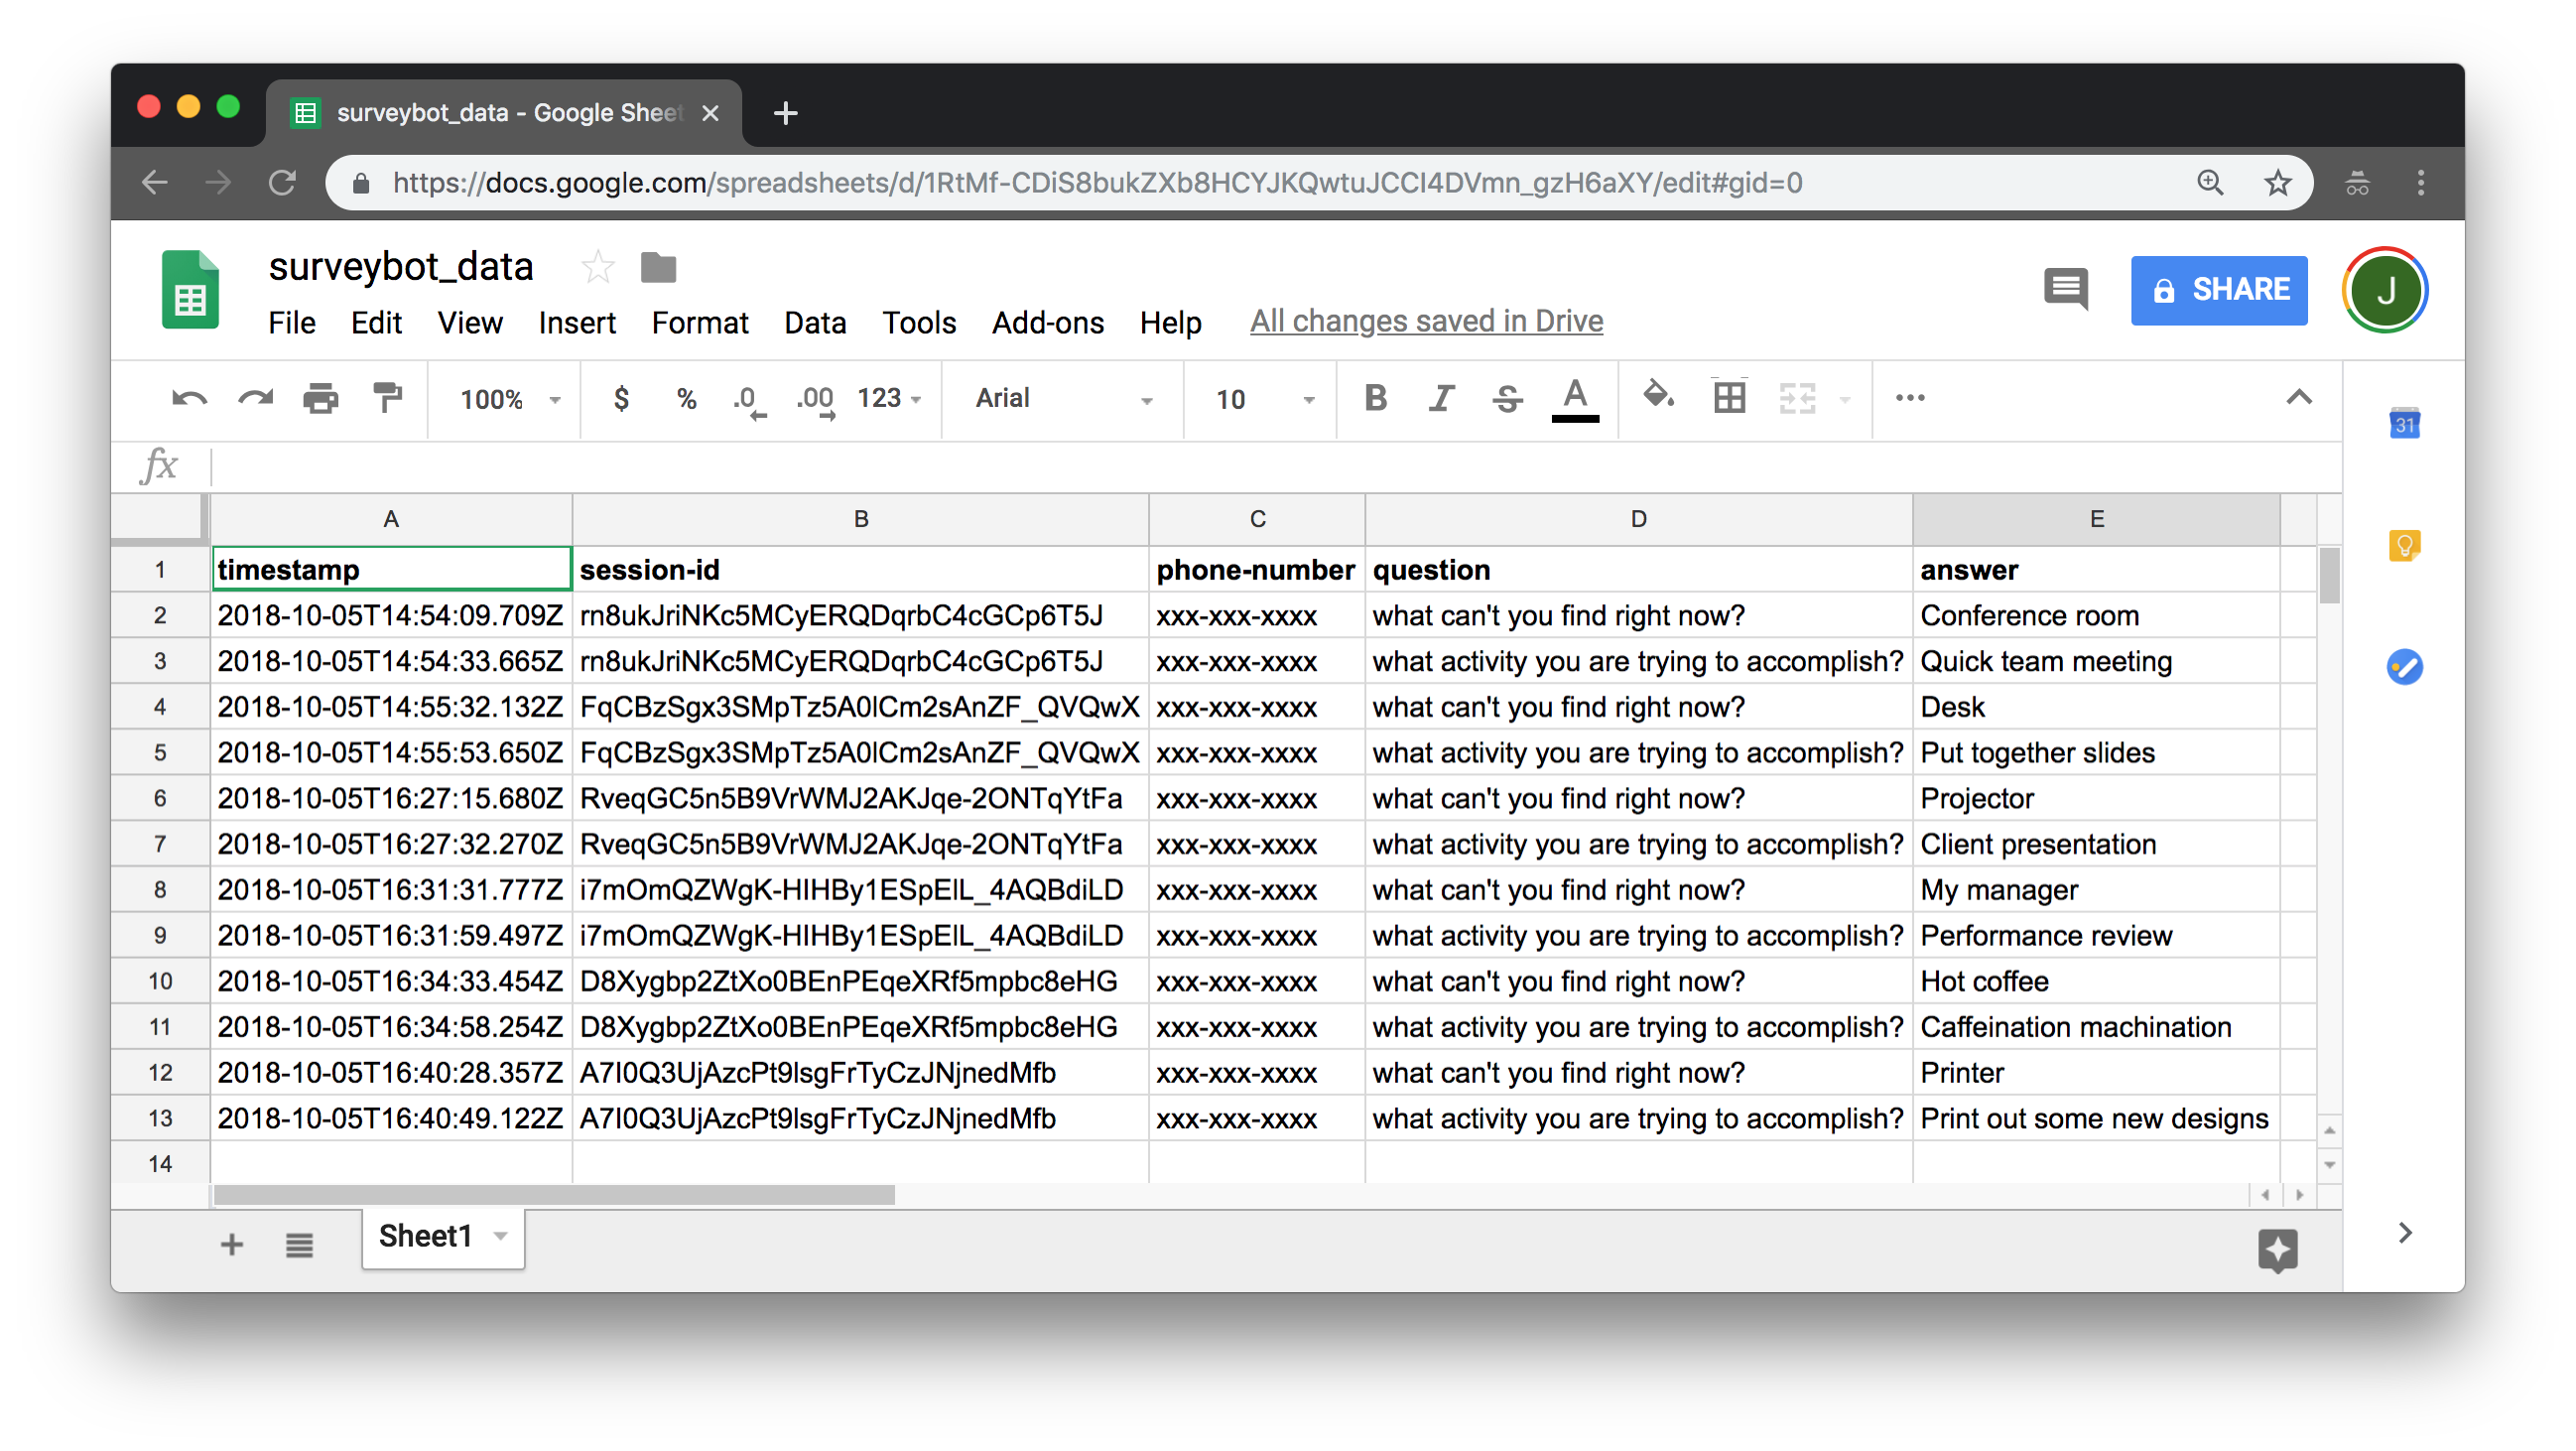 surveybot_data - Google Sheet
https://docs.google.com/spreadsheets/d/1RtMf-CDiS8bukZXb8HCYJKQwtuJCCI4DVmn_gzH6aXY/edit#gid=0
surveybot_data
SHARE
J
File Edit View Insert Format Data Tools Add-ons Help All changes saved in Drive
100% $ % .0 .00 123 Arial 10 B I S A
31
fx
A B C D E
1 timestamp session-id phone-number question answer
2 2018-10-05T14:54:09.709Z rn8ukJriNKc5MCyERQDqrbC4cGCp6T5J xxx-xxx-xxxx what can't you find right now? Conference room
3 2018-10-05T14:54:33.665Z rn8ukJriNKc5MCyERQDqrbC4cGCp6T5J xxx-xxx-xxxx what activity you are trying to accomplish? Quick team meeting
4 2018-10-05T14:55:32.132Z FqCBzSgx3SMpTz5A0lCm2sAnZF_QVQwX xxx-xxx-xxxx what can't you find right now? Desk
5 2018-10-05T14:55:53.650Z FqCBzSgx3SMpTz5A0lCm2sAnZF_QVQwX xxx-xxx-xxxx what activity you are trying to accomplish? Put together slides
6 2018-10-05T16:27:15.680Z RveqGC5n5B9VrWMJ2AKJqe-2ONTqYtFa xxx-xxx-xxxx what can't you find right now? Projector
7 2018-10-05T16:27:32.270Z RveqGC5n5B9VrWMJ2AKJqe-2ONTqYtFa xxx-xxx-xxxx what activity you are trying to accomplish? Client presentation
8 2018-10-05T16:31:31.777Z i7mOmQZWgK-HIHBy1ESpElL_4AQBdiLD xxx-xxx-xxxx what can't you find right now? My manager
9 2018-10-05T16:31:59.497Z i7mOmQZWgK-HIHBy1ESpElL_4AQBdiLD xxx-xxx-xxxx what activity you are trying to accomplish? Performance review
10 2018-10-05T16:34:33.454Z D8Xygbp2ZtXo0BEnPEqeXRf5mpbc8eHG xxx-xxx-xxxx what can't you find right now? Hot coffee
11 2018-10-05T16:34:58.254Z D8Xygbp2ZtXo0BEnPEqeXRf5mpbc8eHG xxx-xxx-xxxx what activity you are trying to accomplish? Caffeination machination
12 2018-10-05T16:40:28.357Z A7I0Q3UjAzcPt9lsgFrTyCzJNjnedMfb xxx-xxx-xxxx what can't you find right now? Printer
13 2018-10-05T16:40:49.122Z A7I0Q3UjAzcPt9lsgFrTyCzJNjnedMfb xxx-xxx-xxxx what activity you are trying to accomplish? Print out some new designs
14
Sheet1